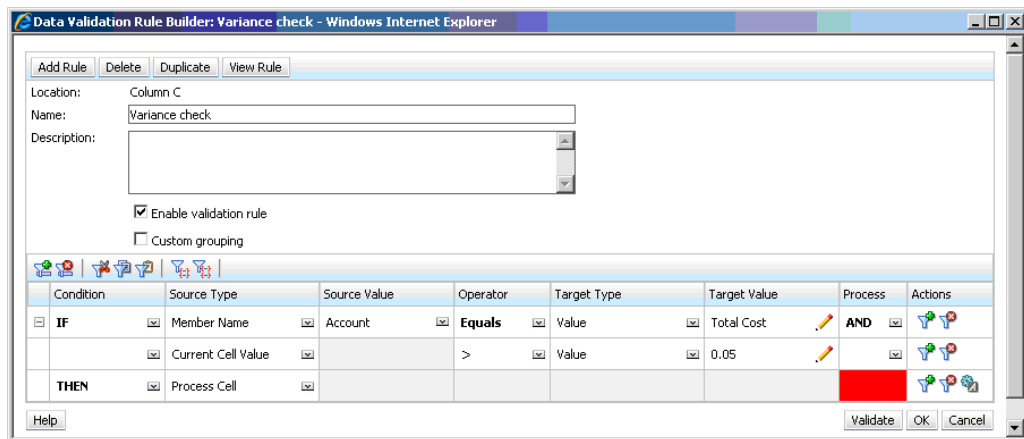 Data Validation Rule Builder: Variance check - Windows Internet Explorer
Add Rule Delete Duplicate View Rule
Location: Column C
Name: Variance check
Description:
Enable validation rule
Custom grouping
Condition Source Type Source Value Operator Target Type Target Value Process Actions
IF Member Name Account Equals Value Total Cost AND
Current Cell Value > Value 0.05
THEN Process Cell
Help Validate OK Cancel